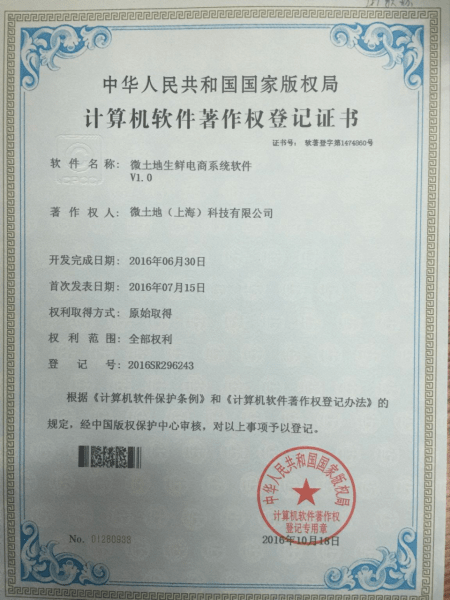 中华人民共和国国家版权局
计算机软件著作权登记证书
证书号： 软著登字第1474860号
软件名称： 微土地生鲜电商系统软件
V1.0
著作权人： 微土地（上海）科技有限公司
开发完成日期： 2016年06月30日
首次发表日期： 2016年07月15日
权利取得方式： 原始取得
权利范围： 全部权利
登记号： 2016SR296243
根据《计算机软件保护条例》和《计算机软件著作权登记办法》的
规定，经中国版权保护中心审核，对以上事项予以登记。
中华人民共和国国家版权局
计算机软件著作权
登记专用章
No. 01280938
2016年10月18日